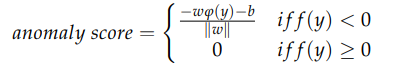 anomaly score = { (−wφ(y)−b) / ‖w‖ iff f(y) < 0
0 iff f(y) ≥ 0